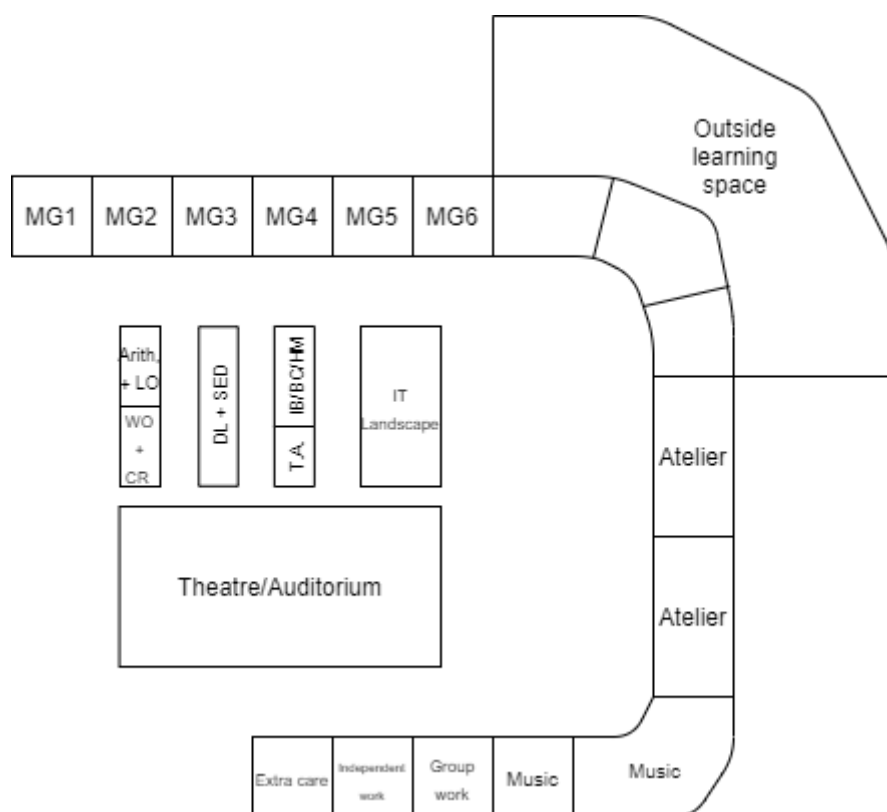 Outside
learning
space
MG1
MG2
MG3
MG4
MG5
MG6
Arith,
+ LO
WO
+
CR
DL + SED
IB/BC/HM
T.A.
IT
Landscape
Atelier
Theatre/Auditorium
Atelier
Extra care
Independent
work
Group
work
Music
Music